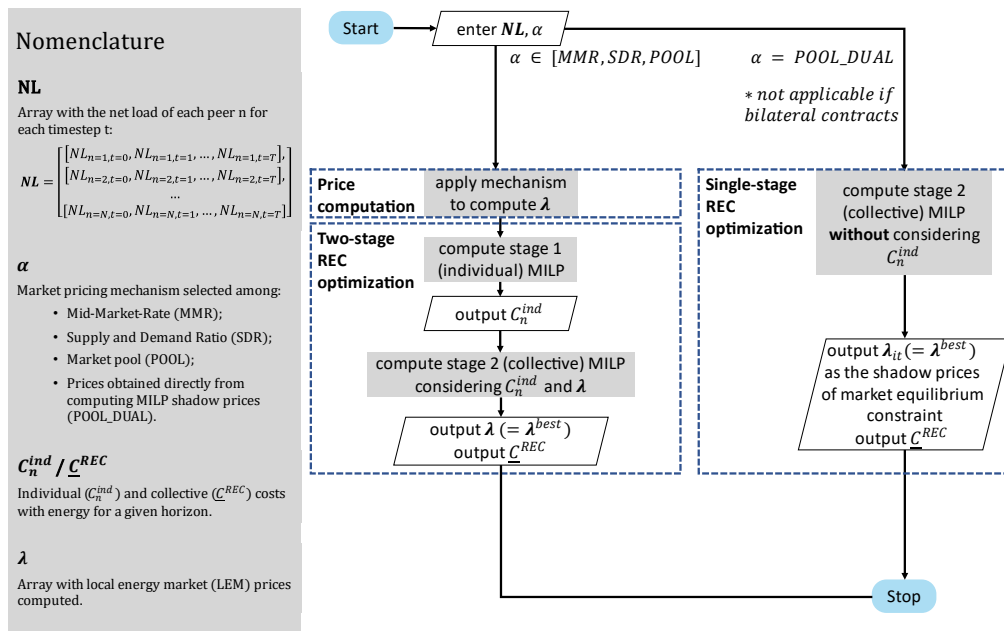 Nomenclature
NL
Array with the net load of each peer n for
each timestep t:
NL = [[NL_{n=1,t=0}, NL_{n=1,t=1}, ..., NL_{n=1,t=T}],
[NL_{n=2,t=0}, NL_{n=2,t=1}, ..., NL_{n=2,t=T}],
...
[NL_{n=N,t=0}, NL_{n=N,t=1}, ..., NL_{n=N,t=T}]]
α
Market pricing mechanism selected among:
• Mid-Market-Rate (MMR);
• Supply and Demand Ratio (SDR);
• Market pool (POOL);
• Prices obtained directly from
computing MILP shadow prices
(POOL_DUAL).
C_n^{ind} / C^{REC}
Individual (C_n^{ind}) and collective (C^{REC}) costs
with energy for a given horizon.
λ
Array with local energy market (LEM) prices
computed.
Start
enter NL, α
α ∈ [MMR, SDR, POOL]
α = POOL_DUAL
* not applicable if
bilateral contracts
Price
computation
apply mechanism
to compute λ
Two-stage
REC
optimization
compute stage 1
(individual) MILP
output C_n^{ind}
compute stage 2 (collective) MILP
considering C_n^{ind} and λ
output λ (= λ^{best})
output C^{REC}
Single-stage
REC
optimization
compute stage 2
(collective) MILP
without considering
C_n^{ind}
output λ_{it} (= λ^{best})
as the shadow prices
of market equilibrium
constraint
output C^{REC}
Stop